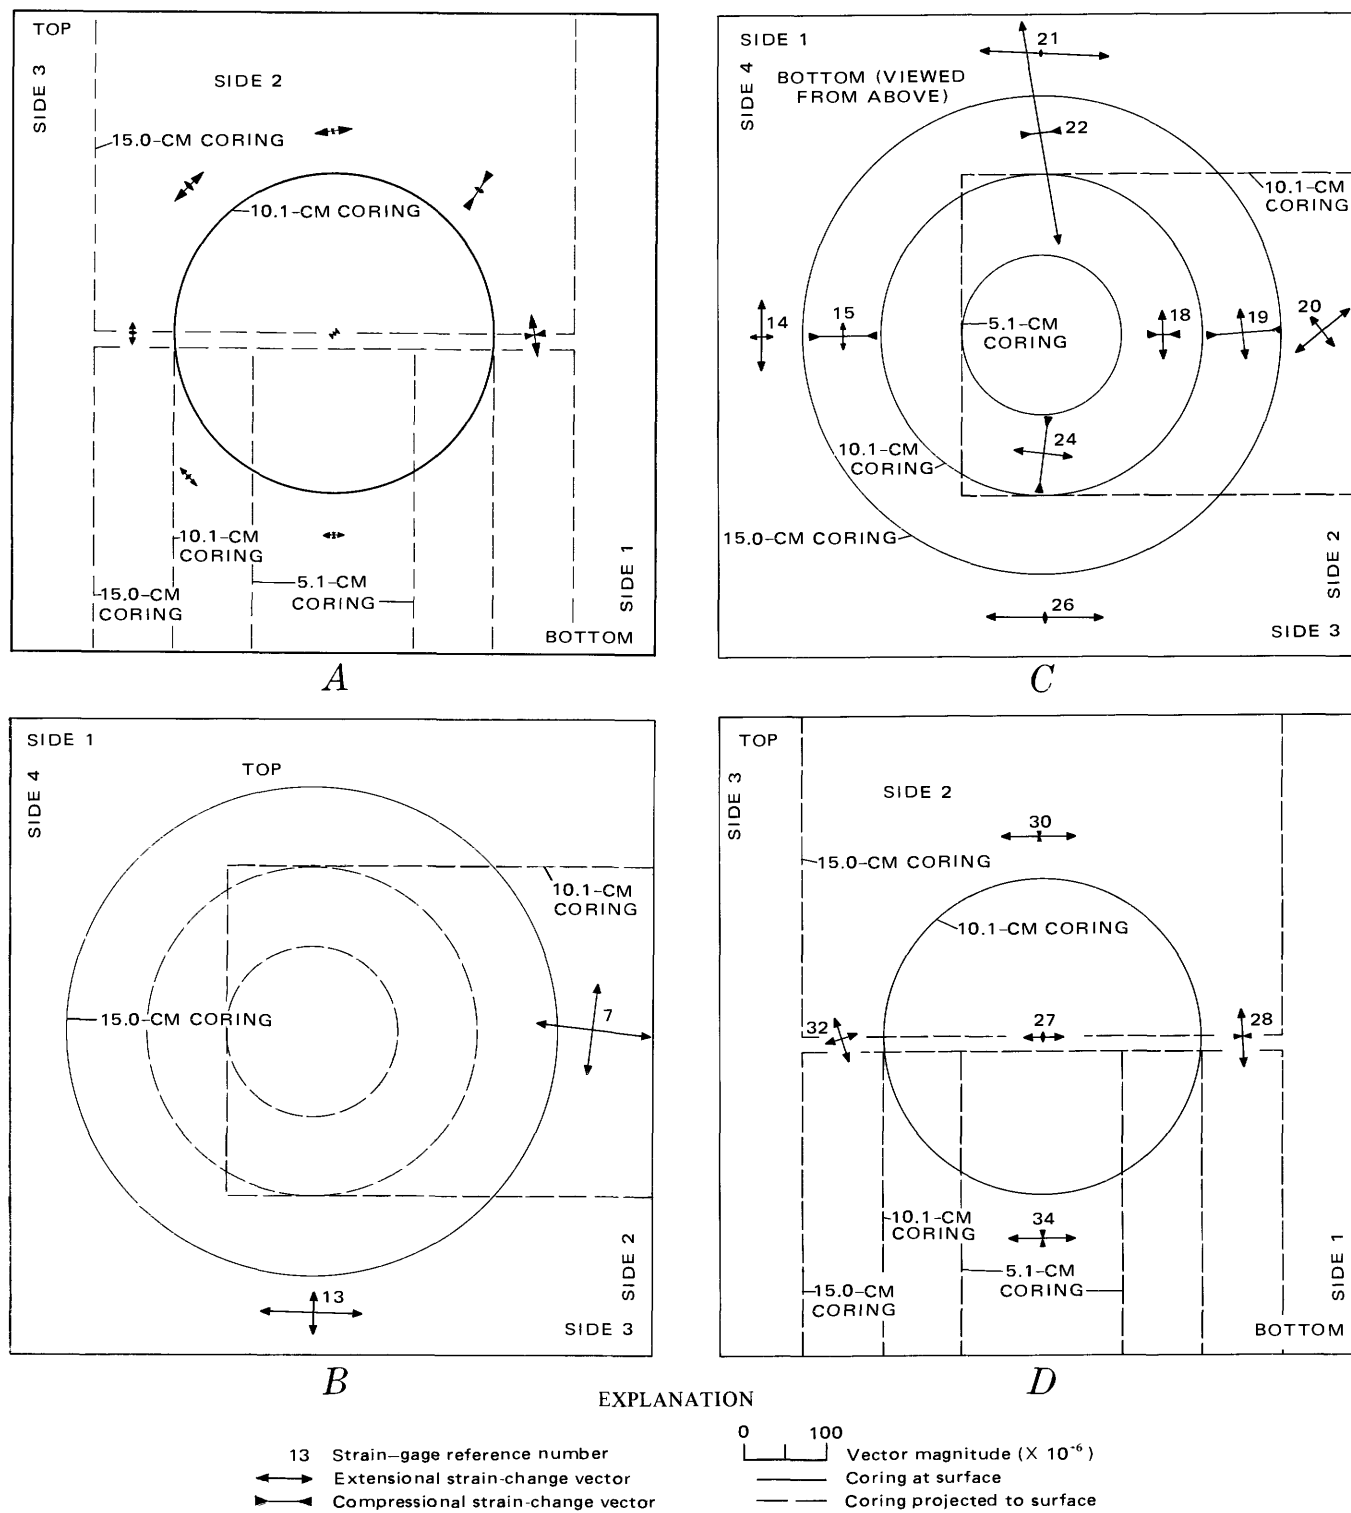 TOP
SIDE 3
SIDE 2
15.0-CM CORING
10.1-CM CORING
10.1-CM
CORING
5.1-CM
CORING
15.0-CM
CORING
SIDE 1
BOTTOM
A
SIDE 1
SIDE 4
21
BOTTOM (VIEWED
FROM ABOVE)
22
10.1-CM
CORING
14
15
18
19
20
5.1-CM
CORING
24
10.1-CM
CORING
15.0-CM CORING
26
SIDE 2
SIDE 3
C
SIDE 1
SIDE 4
TOP
10.1-CM
CORING
15.0-CM CORING
7
13
SIDE 2
SIDE 3
B
TOP
SIDE 3
SIDE 2
30
15.0-CM CORING
10.1-CM CORING
32
27
28
10.1-CM
CORING
34
5.1-CM
CORING
15.0-CM
CORING
SIDE 1
BOTTOM
D
EXPLANATION
13 Strain-gage reference number
Extensional strain-change vector
Compressional strain-change vector
0 100
Vector magnitude (X 10⁻⁶)
Coring at surface
Coring projected to surface